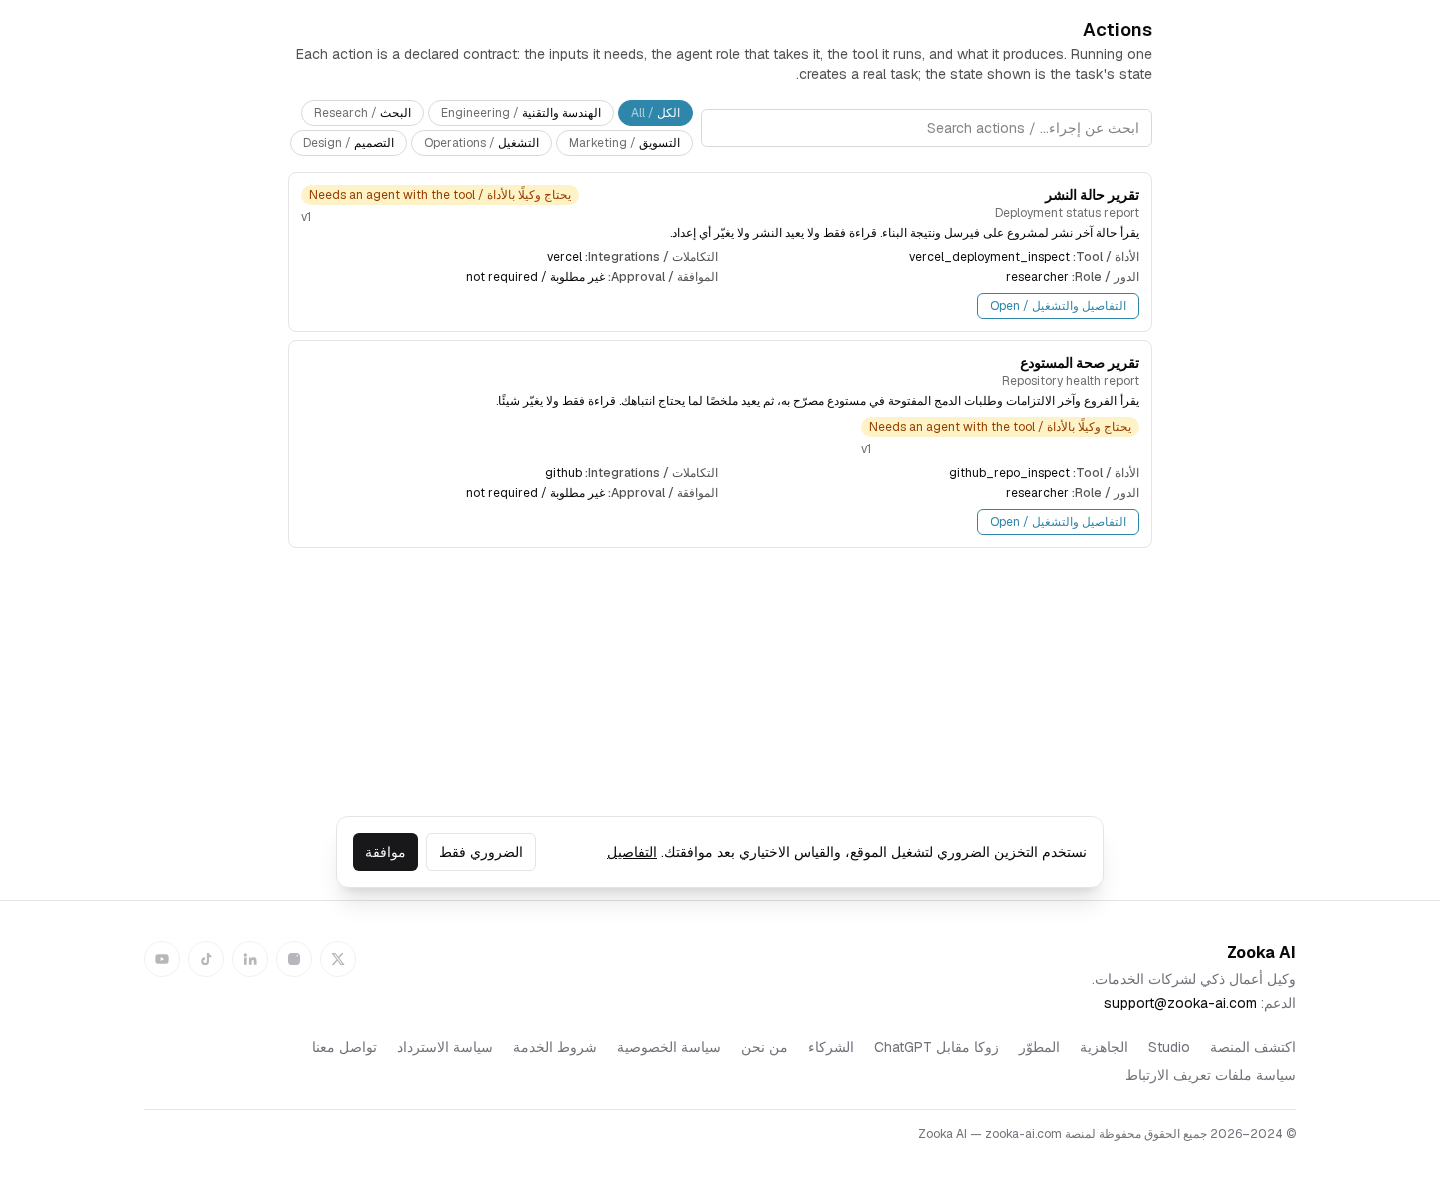 Actions
Each action is a declared contract: the inputs it needs, the agent role that takes it, the tool it runs, and what it produces. Running one
creates a real task; the state shown is the task's state.
ابحث عن إجراء... / Search actions
الكل / All
الهندسة والتقنية / Engineering
البحث / Research
التسويق / Marketing
التشغيل / Operations
التصميم / Design
تقرير حالة النشر
يحتاج وكيلًا بالأداة / Needs an agent with the tool
Deployment status report
v1
يقرأ حالة آخر نشر لمشروع على فيرسل ونتيجة البناء. قراءة فقط ولا يعيد النشر ولا يغيّر أي إعداد.
الأداة / Tool: vercel_deployment_inspect
التكاملات / Integrations: vercel
الدور / Role: researcher
الموافقة / Approval: غير مطلوبة / not required
التفاصيل والتشغيل / Open
تقرير صحة المستودع
Repository health report
يقرأ الفروع وآخر الالتزامات وطلبات الدمج المفتوحة في مستودع مصرّح به، ثم يعيد ملخصًا لما يحتاج انتباهك. قراءة فقط ولا يغيّر شيئًا.
يحتاج وكيلًا بالأداة / Needs an agent with the tool
v1
الأداة / Tool: github_repo_inspect
التكاملات / Integrations: github
الدور / Role: researcher
الموافقة / Approval: غير مطلوبة / not required
التفاصيل والتشغيل / Open
نستخدم التخزين الضروري لتشغيل الموقع، والقياس الاختياري بعد موافقتك. التفاصيل
الضروري فقط
موافقة
Zooka AI
وكيل أعمال ذكي لشركات الخدمات.
الدعم: support@zooka-ai.com
اكتشف المنصة Studio الجاهزية المطوّر زوكا مقابل ChatGPT الشركاء من نحن سياسة الخصوصية شروط الخدمة سياسة الاسترداد تواصل معنا
سياسة ملفات تعريف الارتباط
© 2024–2026 جميع الحقوق محفوظة لمنصة Zooka AI — zooka-ai.com